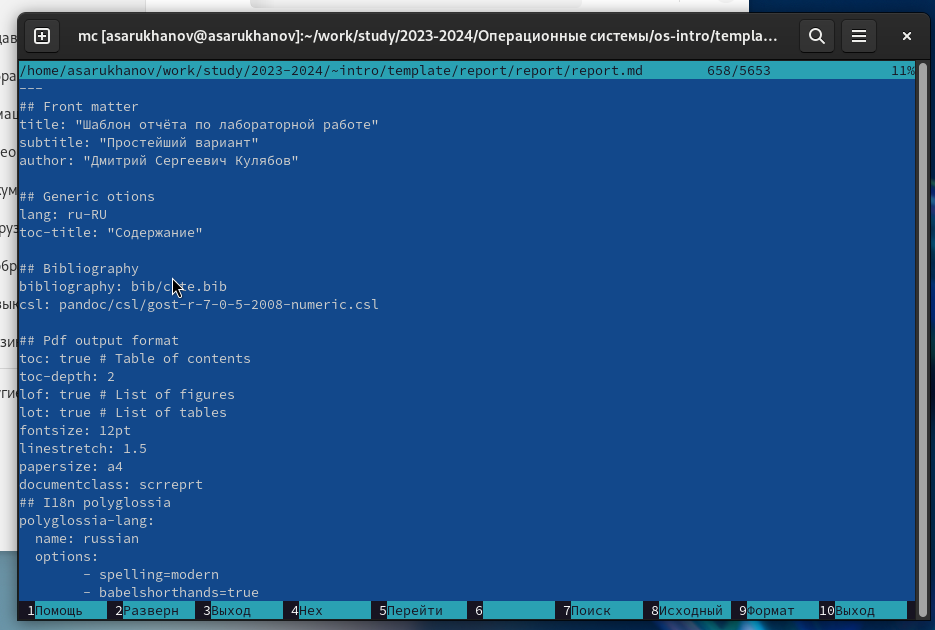 mc [asarukhanov@asarukhanov]:~/work/study/2023-2024/Операционные системы/os-intro/templa…
/home/asarukhanov/work/study/2023-2024/~intro/template/report/report/report.md 658/5653 11%
---
## Front matter
title: "Шаблон отчёта по лабораторной работе"
subtitle: "Простейший вариант"
author: "Дмитрий Сергеевич Кулябов"
## Generic otions
lang: ru-RU
toc-title: "Содержание"
## Bibliography
bibliography: bib/cite.bib
csl: pandoc/csl/gost-r-7-0-5-2008-numeric.csl
## Pdf output format
toc: true # Table of contents
toc-depth: 2
lof: true # List of figures
lot: true # List of tables
fontsize: 12pt
linestretch: 1.5
papersize: a4
documentclass: scrreprt
## I18n polyglossia
polyglossia-lang:
  name: russian
  options:
        - spelling=modern
        - babelshorthands=true
1Помощь 2Разверн 3Выход 4Hex 5Перейти 6 7Поиск 8Исходный 9Формат 10Выход